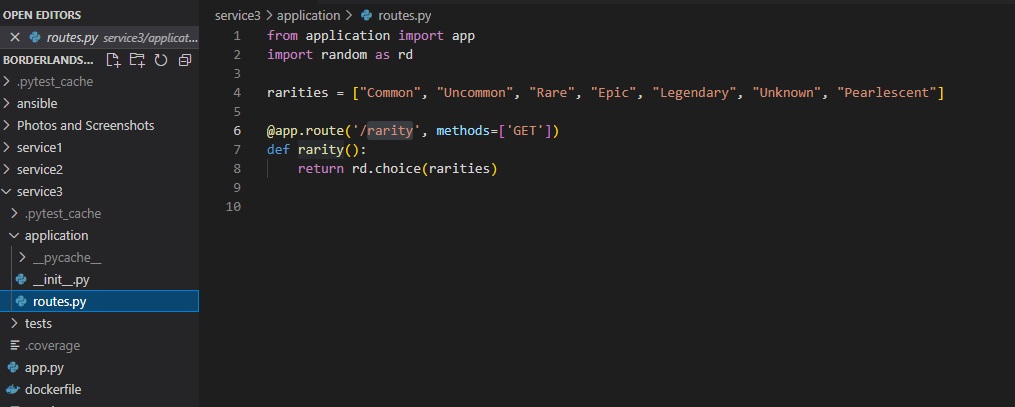 OPEN EDITORS
routes.py service3/applicat...
BORDERLANDS...
.pytest_cache
ansible
Photos and Screenshots
service1
service2
service3
.pytest_cache
application
__pycache__
__init__.py
routes.py
tests
.coverage
app.py
dockerfile
service3 > application > routes.py
1 from application import app
2 import random as rd
3
4 rarities = ["Common", "Uncommon", "Rare", "Epic", "Legendary", "Unknown", "Pearlescent"]
5
6 @app.route('/rarity', methods=['GET'])
7 def rarity():
8     return rd.choice(rarities)
9
10